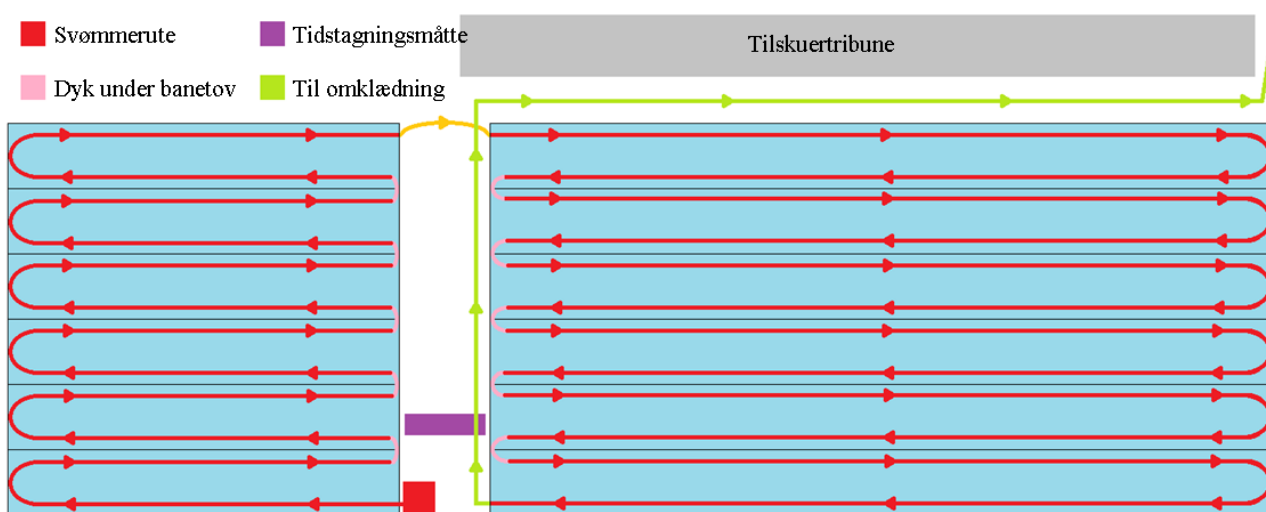 Svømmerute
Tidstagningsmåtte
Dyk under banetov
Til omklædning
Tilskuertribune